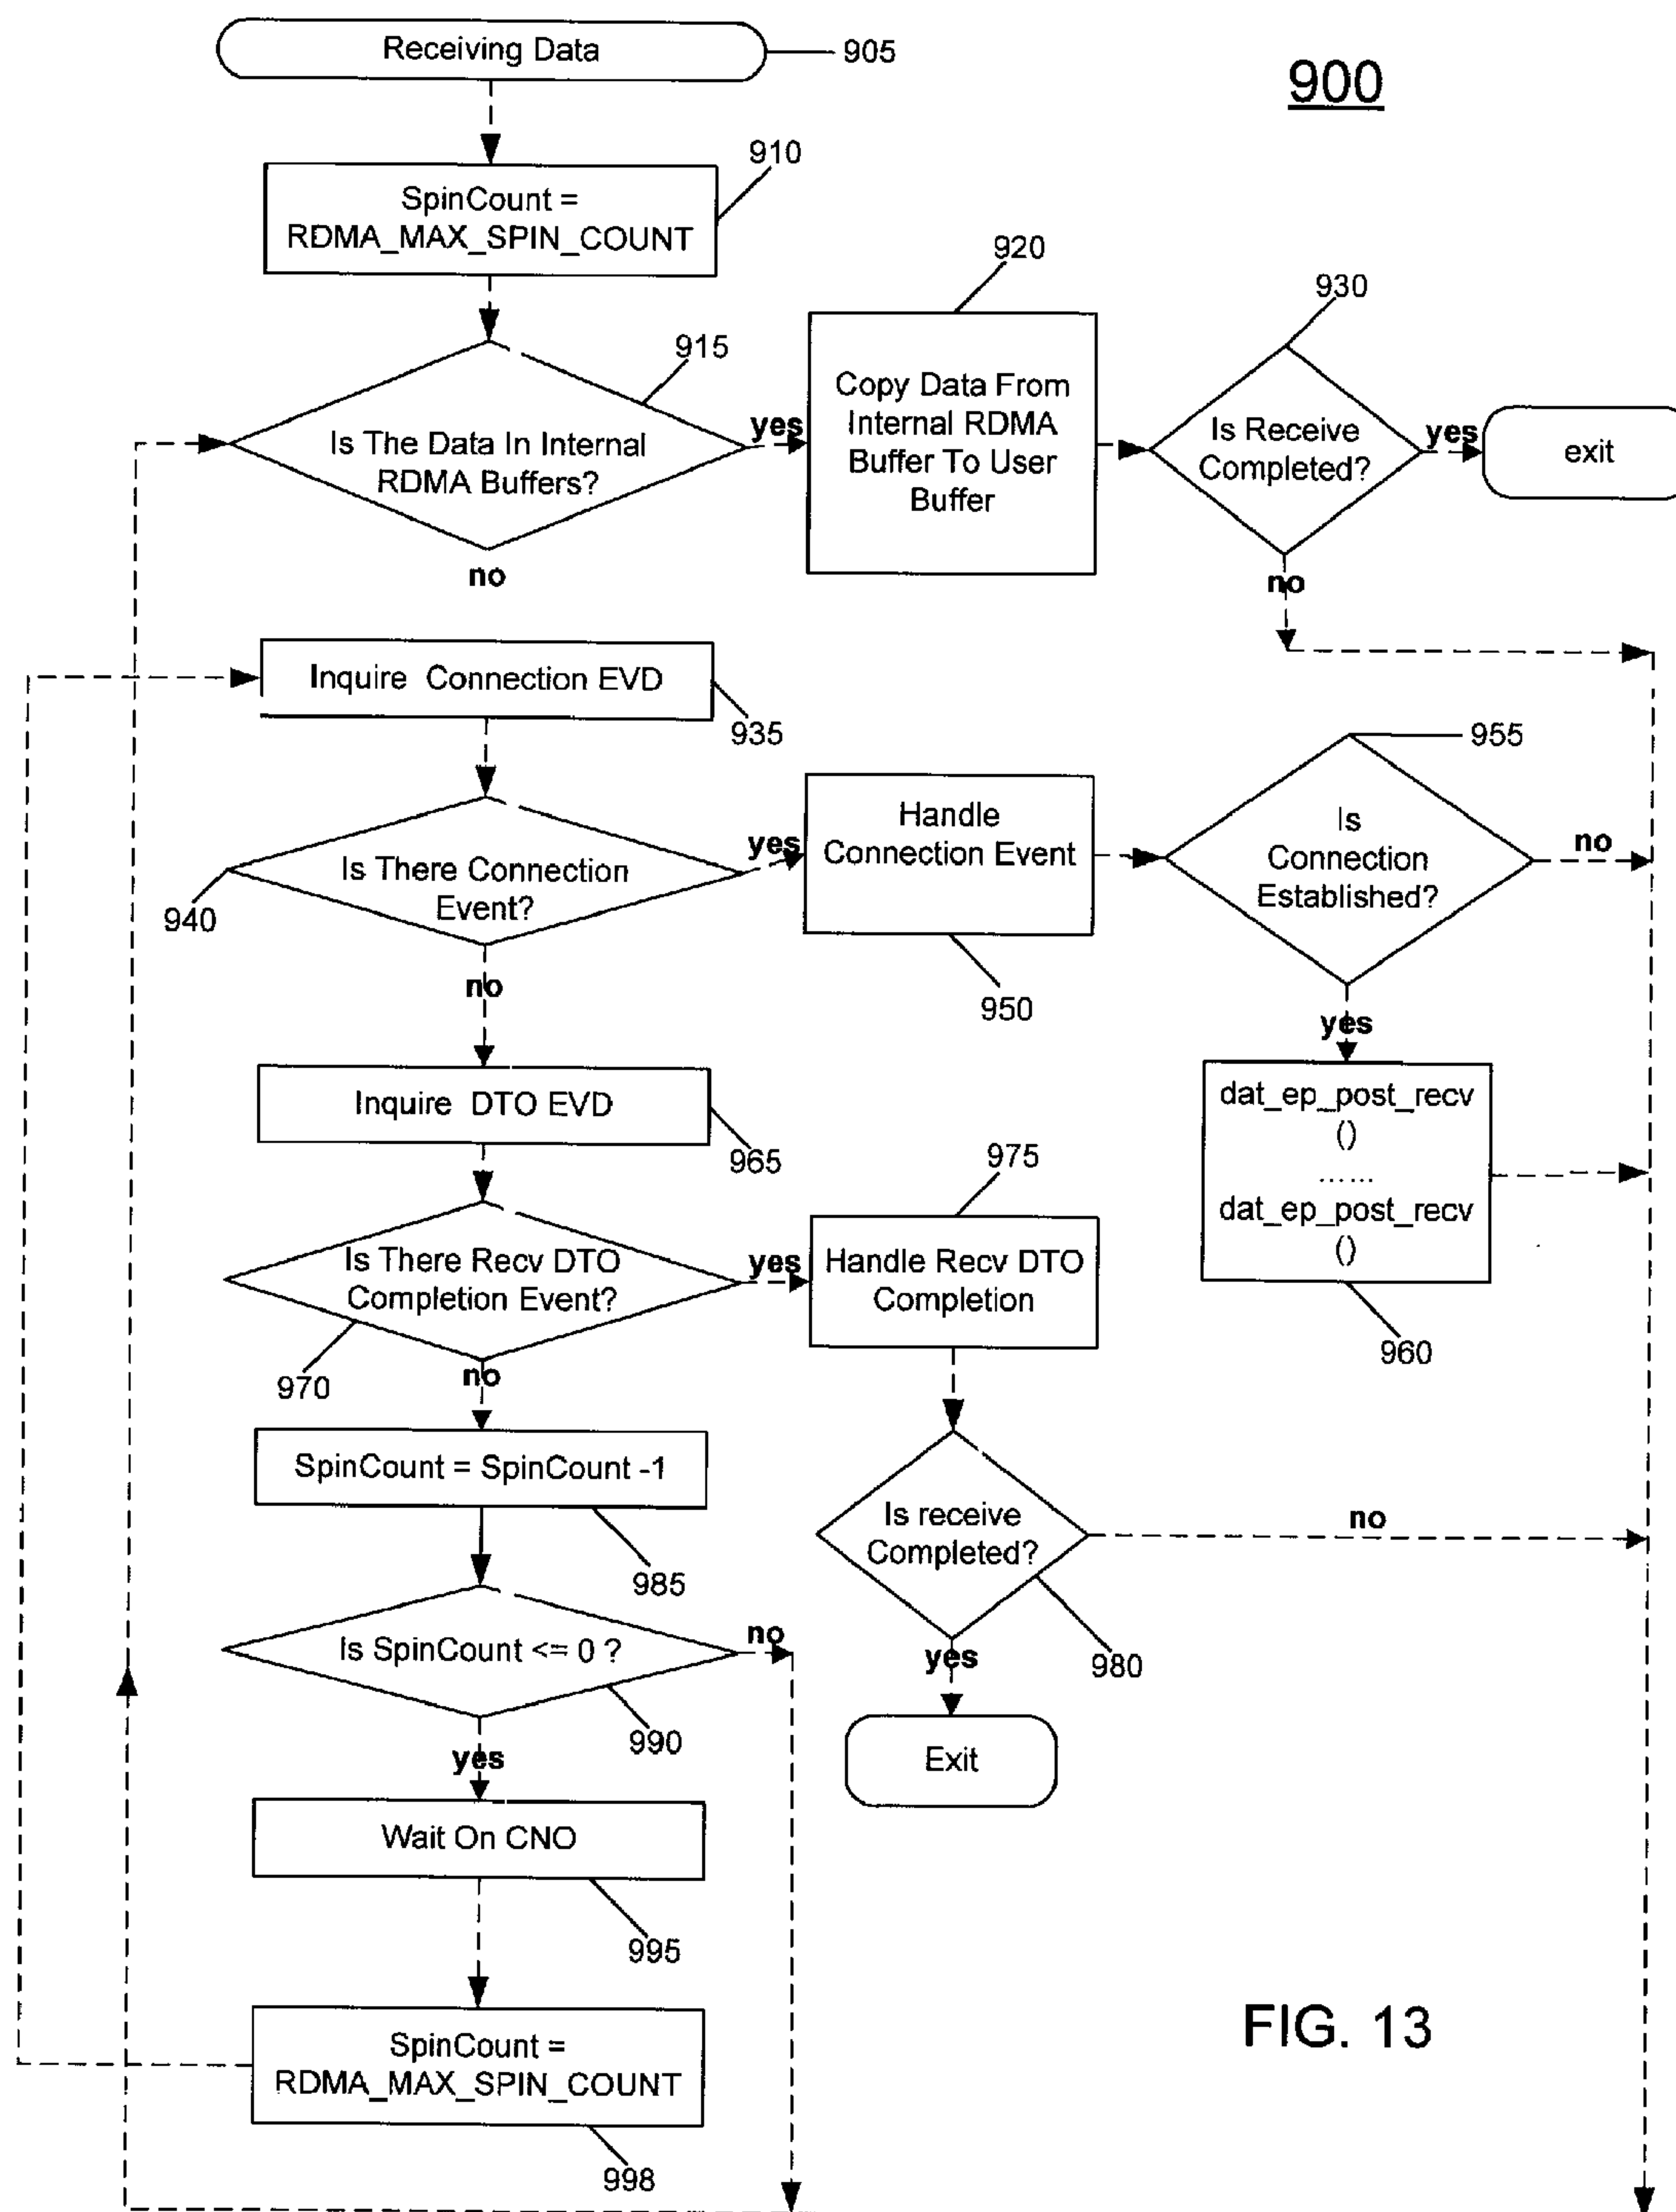 Receiving Data
905
900
910
SpinCount =
RDMA_MAX_SPIN_COUNT
915
Is The Data In Internal
RDMA Buffers?
yes
no
920
Copy Data From
Internal RDMA
Buffer To User
Buffer
930
Is Receive
Completed?
yes
exit
no
Inquire Connection EVD
935
Is There Connection
Event?
940
yes
no
Handle
Connection Event
950
955
Is
Connection
Established?
no
yes
dat_ep_post_recv
()
......
dat_ep_post_recv
()
960
Inquire DTO EVD
965
Is There Recv DTO
Completion Event?
970
yes
no
975
Handle Recv DTO
Completion
Is receive
Completed?
980
no
yes
Exit
SpinCount = SpinCount -1
985
Is SpinCount <= 0 ?
no
990
yes
Wait On CNO
995
SpinCount =
RDMA_MAX_SPIN_COUNT
998
FIG. 13